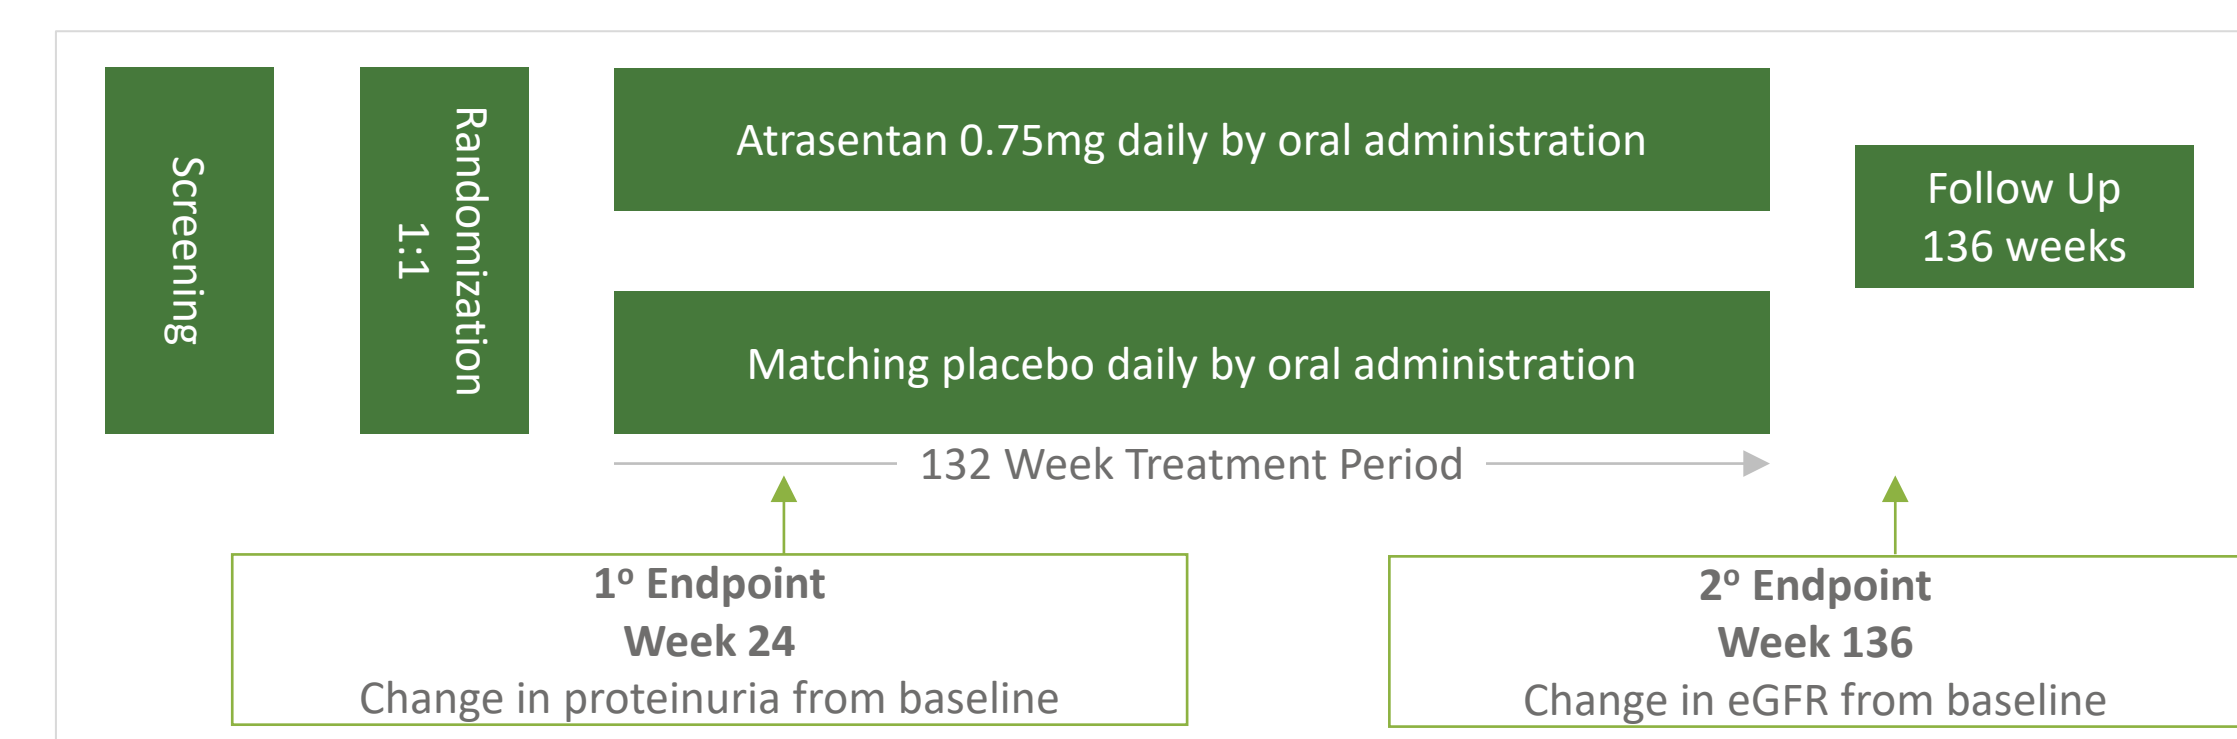 Screening
Randomization
1:1
Atrasentan 0.75mg daily by oral administration
Matching placebo daily by oral administration
132 Week Treatment Period
Follow Up
136 weeks
1º Endpoint
Week 24
Change in proteinuria from baseline
2º Endpoint
Week 136
Change in eGFR from baseline